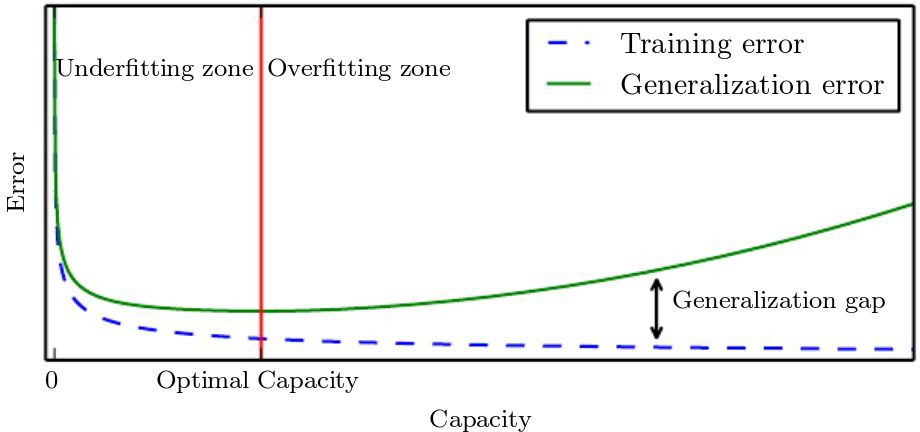 Training error
Generalization error
Underfitting zone
Overfitting zone
Error
Generalization gap
0
Optimal Capacity
Capacity